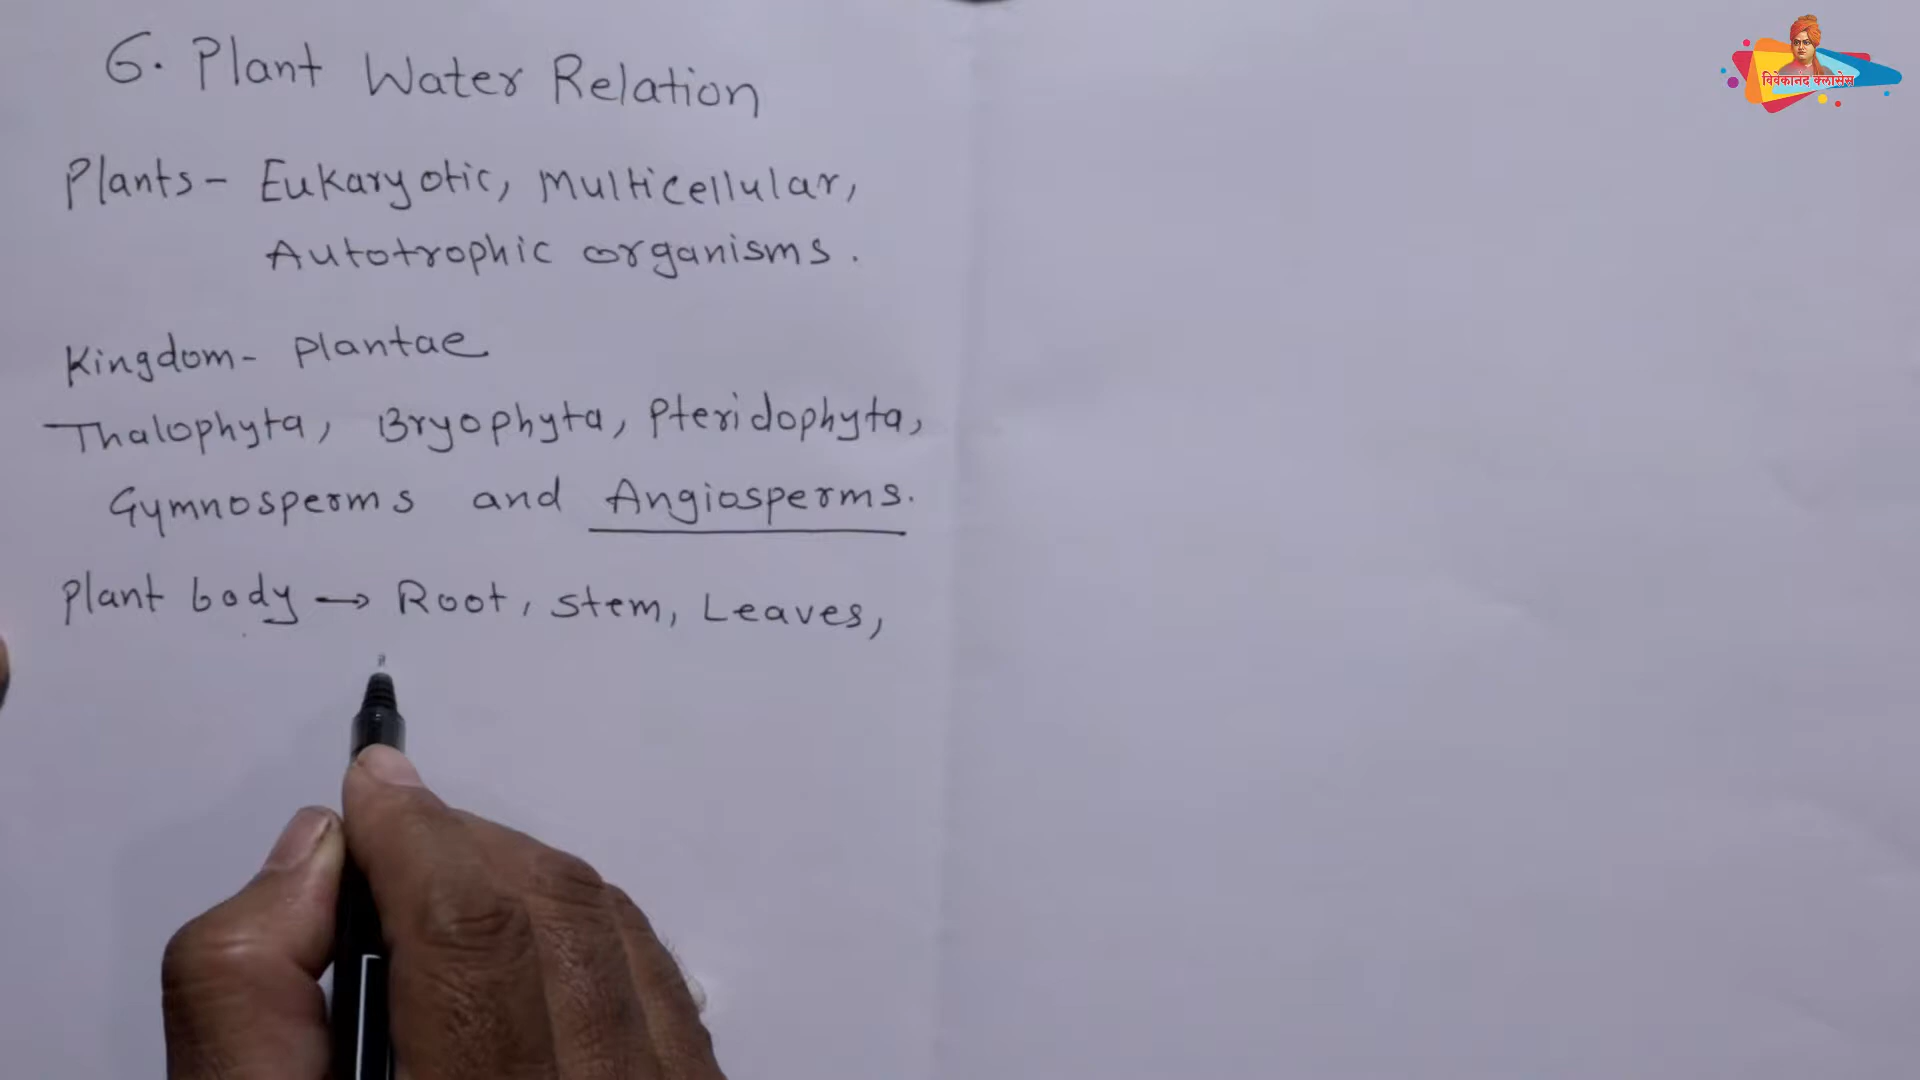 6. Plant Water Relation
विवेकानंद क्लासेस
Plants - Eukaryotic, Multicellular,
Autotrophic organisms.
Kingdom - Plantae
Thalophyta, Bryophyta, Pteridophyta,
Gymnosperms and Angiosperms.
Plant body → Root, Stem, Leaves,